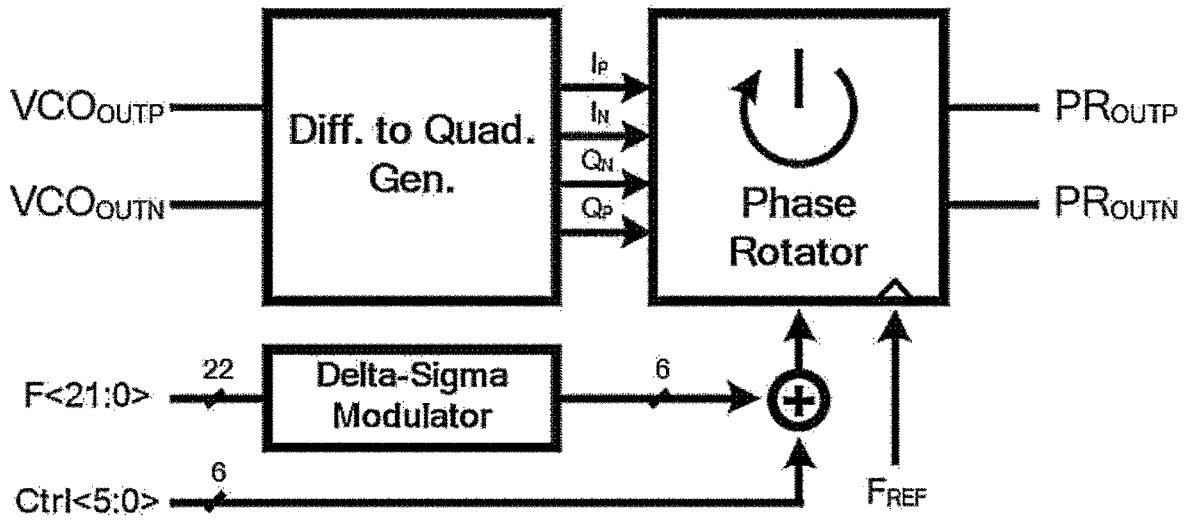 VCOOUTP
VCOOUTN
Diff. to Quad.
Gen.
IP
IN
QN
QP
Phase
Rotator
PROUTP
PROUTN
F<21:0>
22
Delta-Sigma
Modulator
6
+
Ctrl<5:0>
6
FREF